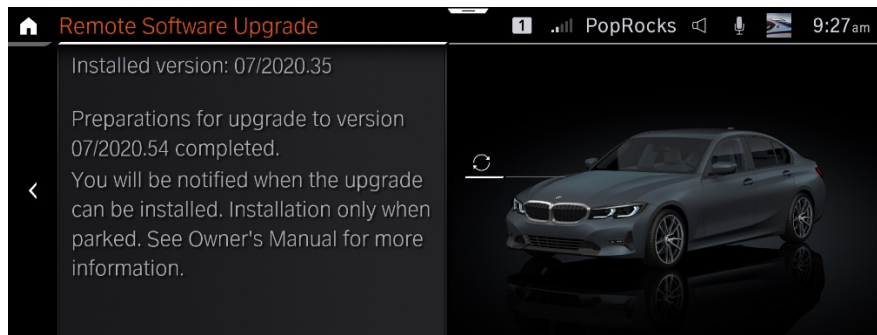 Remote Software Upgrade
1
PopRocks
9:27am
Installed version: 07/2020.35
Preparations for upgrade to version
07/2020.54 completed.
You will be notified when the upgrade
can be installed. Installation only when
parked. See Owner's Manual for more
information.